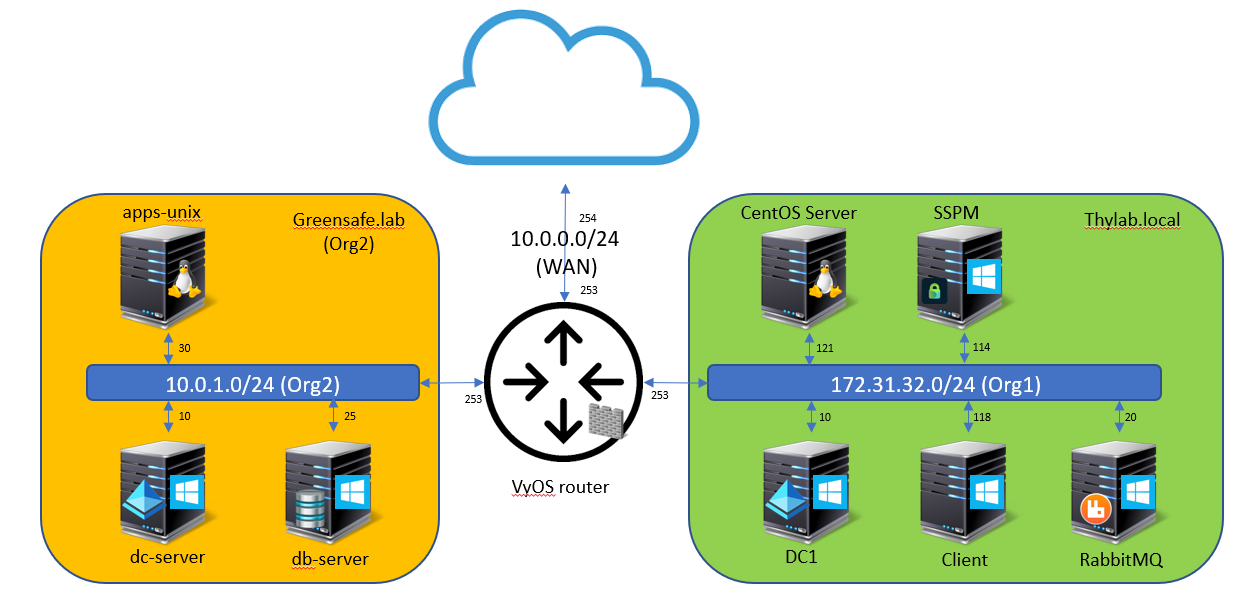 254
10.0.0.0/24
(WAN)
253
apps-unix
Greensafe.lab
(Org2)
30
10.0.1.0/24 (Org2)
10
25
dc-server
db-server
253
VyOS router
253
CentOS Server
SSPM
Thylab.local
121
114
172.31.32.0/24 (Org1)
10
118
20
DC1
Client
RabbitMQ